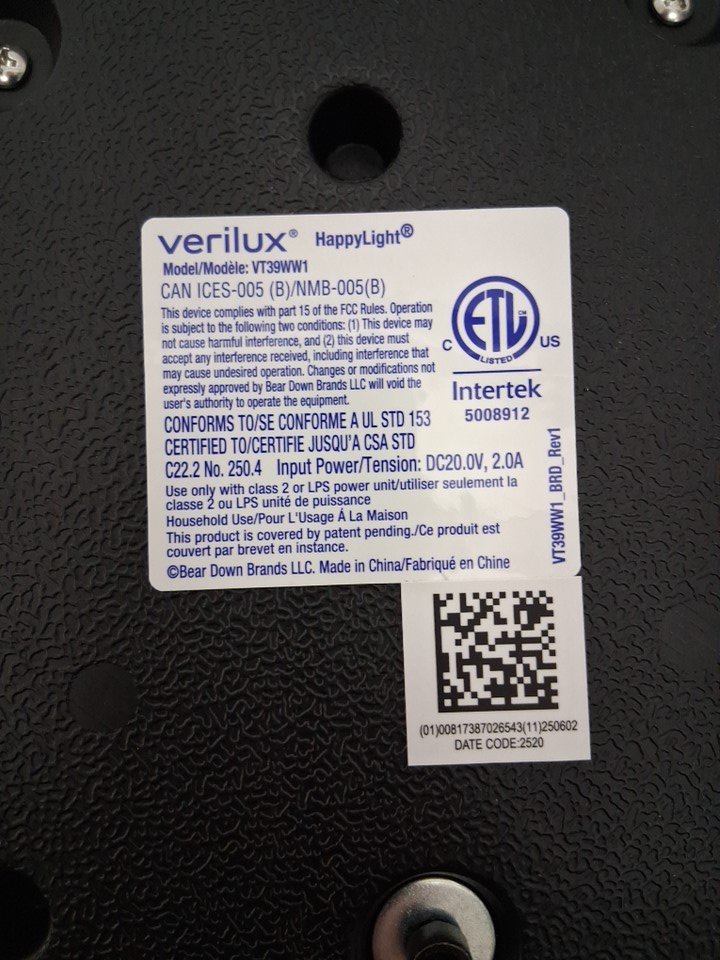 verilux® HappyLight®
Model/Modèle: VT39WW1
CAN ICES-005 (B)/NMB-005(B)
This device complies with part 15 of the FCC Rules. Operation
is subject to the following two conditions: (1) This device may
not cause harmful interference, and (2) this device must
accept any interference received, including interference that
may cause undesired operation. Changes or modifications not
expressly approved by Bear Down Brands LLC will void the
user's authority to operate the equipment.
ETL CM
C US
LISTED
Intertek
5008912
CONFORMS TO/SE CONFORME A UL STD 153
CERTIFIED TO/CERTIFIE JUSQU'A CSA STD
C22.2 No. 250.4 Input Power/Tension: DC20.0V, 2.0A
Use only with class 2 or LPS power unit/utiliser seulement la
classe 2 ou LPS unité de puissance
Household Use/Pour L'Usage Á La Maison
This product is covered by patent pending./Ce produit est
couvert par brevet en instance.
©Bear Down Brands LLC. Made in China/Fabriqué en Chine
VT39WW1_BRD_Rev1
(01)00817387026543(11)250602
DATE CODE:2520